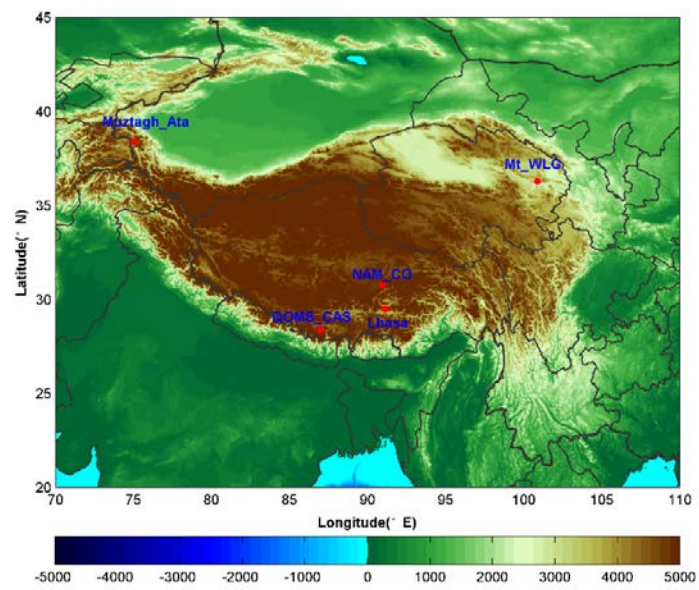 45
40
35
30
25
20
Latitude(° N)
Muztagh_Ata
Mt_WLG
NAM_CO
QOMS_CAS
Lhasa
70 75 80 85 90 95 100 105 110
Longitude(° E)
-5000 -4000 -3000 -2000 -1000 0 1000 2000 3000 4000 5000